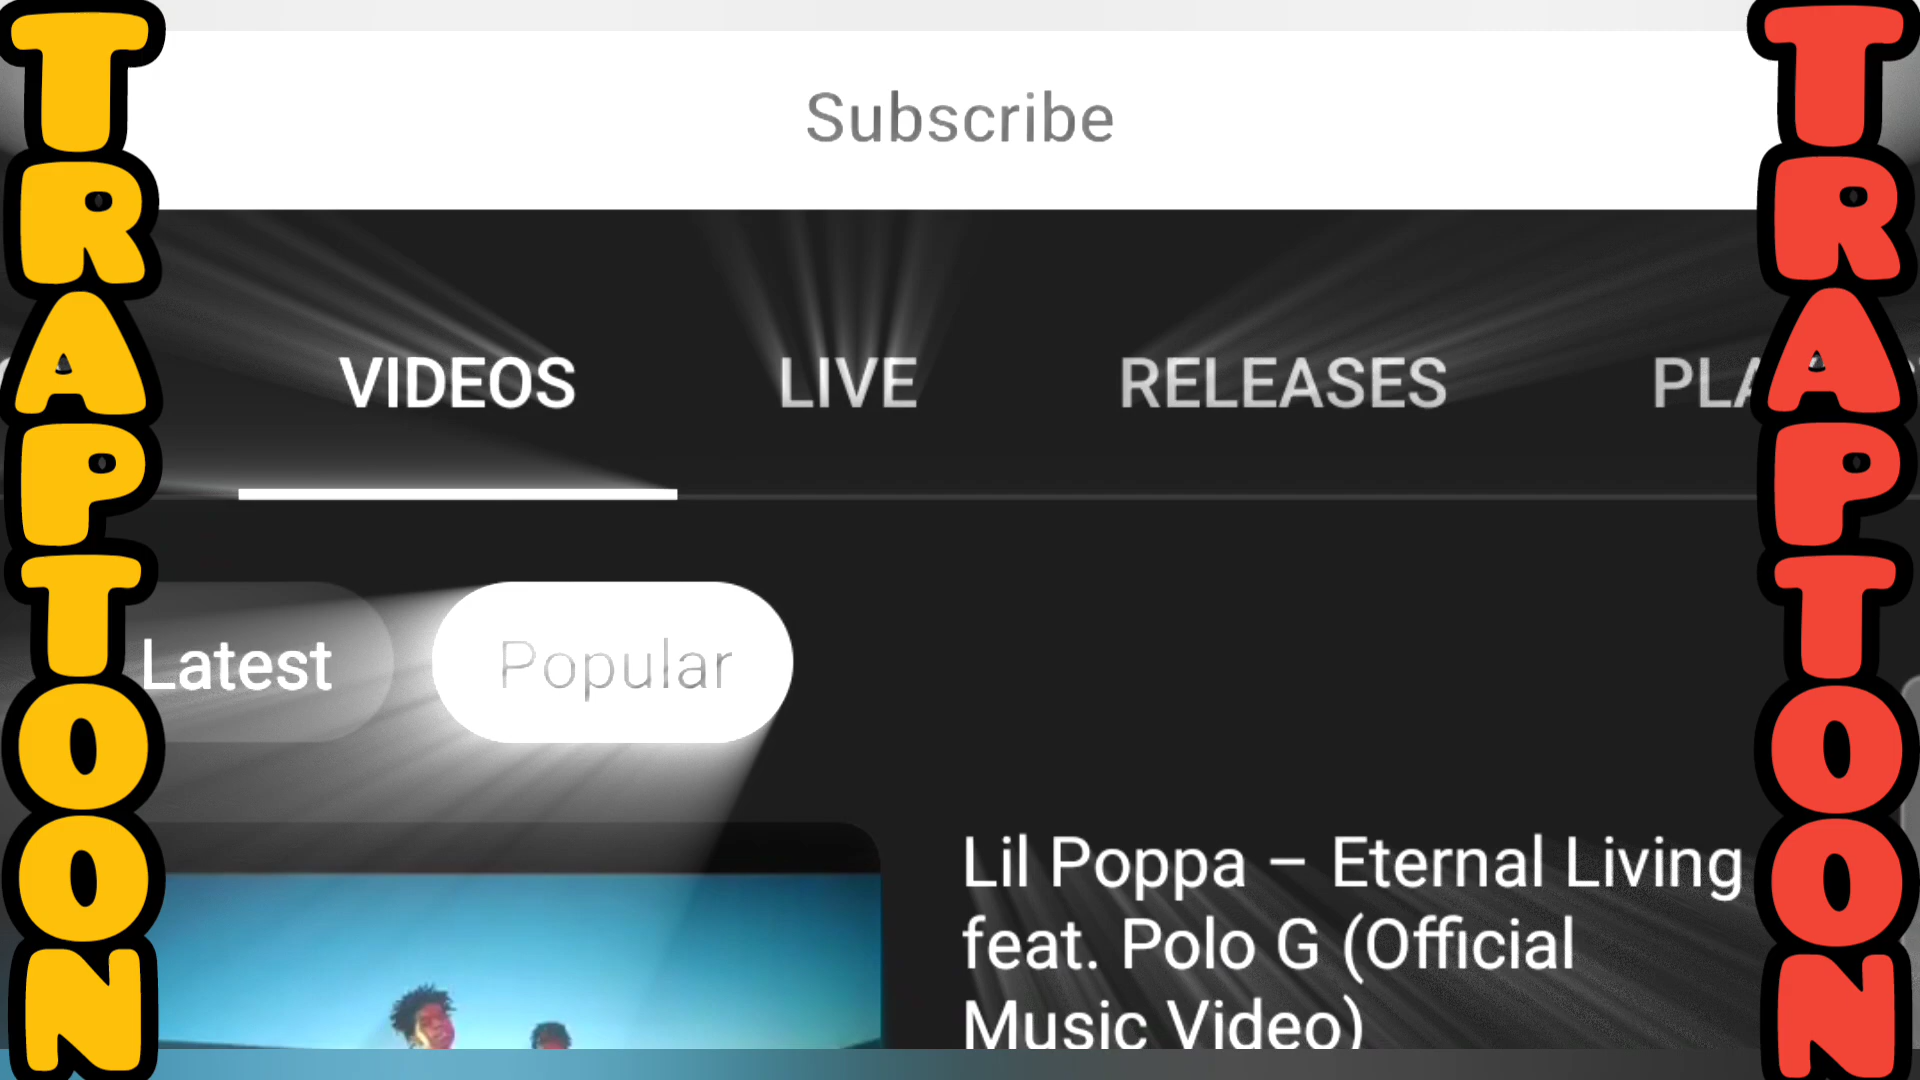 TRAPTOON
Subscribe
VIDEOS LIVE RELEASES
Latest Popular
Lil Poppa – Eternal Living
feat. Polo G (Official
Music Video)
TRAPTOON